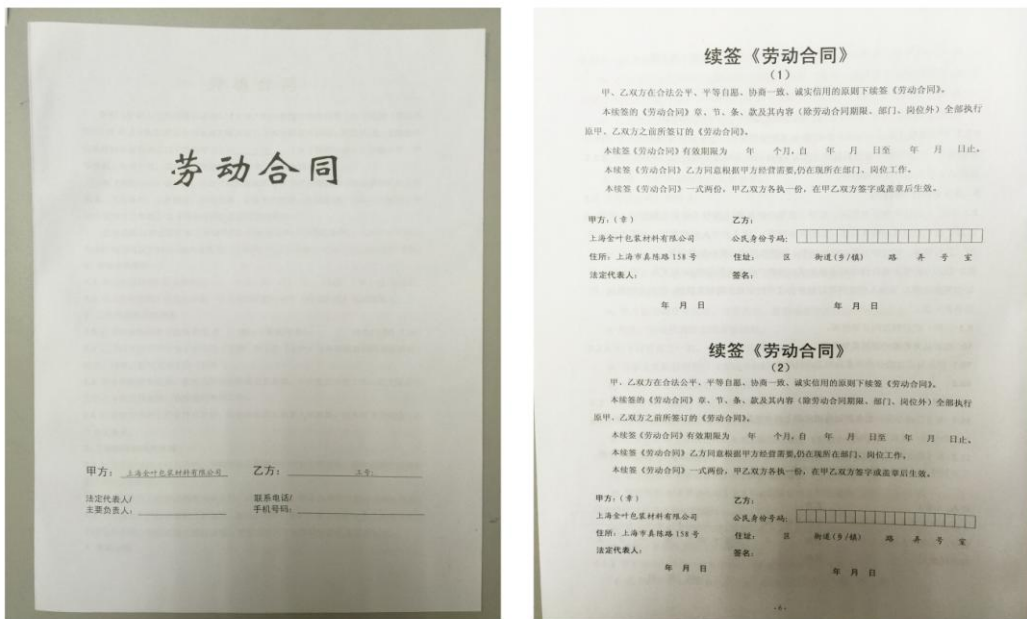 劳动合同
甲方：上海金叶包装材料有限公司 乙方： 工号：
法定代表人/ 联系电话/
主要负责人： 手机号码：
续签《劳动合同》
（1）
甲、乙双方在合法公平、平等自愿、协商一致、诚实信用的原则下续签《劳动合同》。
本续签的《劳动合同》章、节、条、款及其内容（除劳动合同期限、部门、岗位外）全部执行
原甲、乙双方之前所签订的《劳动合同》。
本续签《劳动合同》有效期限为 年 个月，自 年 月 日至 年 月 日止。
本续签《劳动合同》乙方同意根据甲方经营需要,仍在现所在部门、岗位工作。
本续签《劳动合同》一式两份，甲乙双方各执一份，在甲乙双方签字或盖章后生效。
甲方：（章） 乙方：
上海金叶包装材料有限公司 公民身份号码：
住所：上海市真陈路 158 号 住址： 区 街道(乡/镇) 路 弄 号 室
法定代表人： 签名：
年 月 日 年 月 日
续签《劳动合同》
（2）
甲、乙双方在合法公平、平等自愿、协商一致、诚实信用的原则下续签《劳动合同》。
本续签的《劳动合同》章、节、条、款及其内容（除劳动合同期限、部门、岗位外）全部执行
原甲、乙双方之前所签订的《劳动合同》。
本续签《劳动合同》有效期限为 年 个月，自 年 月 日至 年 月 日止。
本续签《劳动合同》乙方同意根据甲方经营需要,仍在现所在部门、岗位工作。
本续签《劳动合同》一式两份，甲乙双方各执一份，在甲乙双方签字或盖章后生效。
甲方：（章） 乙方：
上海金叶包装材料有限公司 公民身份号码：
住所：上海市真陈路 158 号 住址： 区 街道(乡/镇) 路 弄 号 室
法定代表人： 签名：
年 月 日 年 月 日
- 6 -